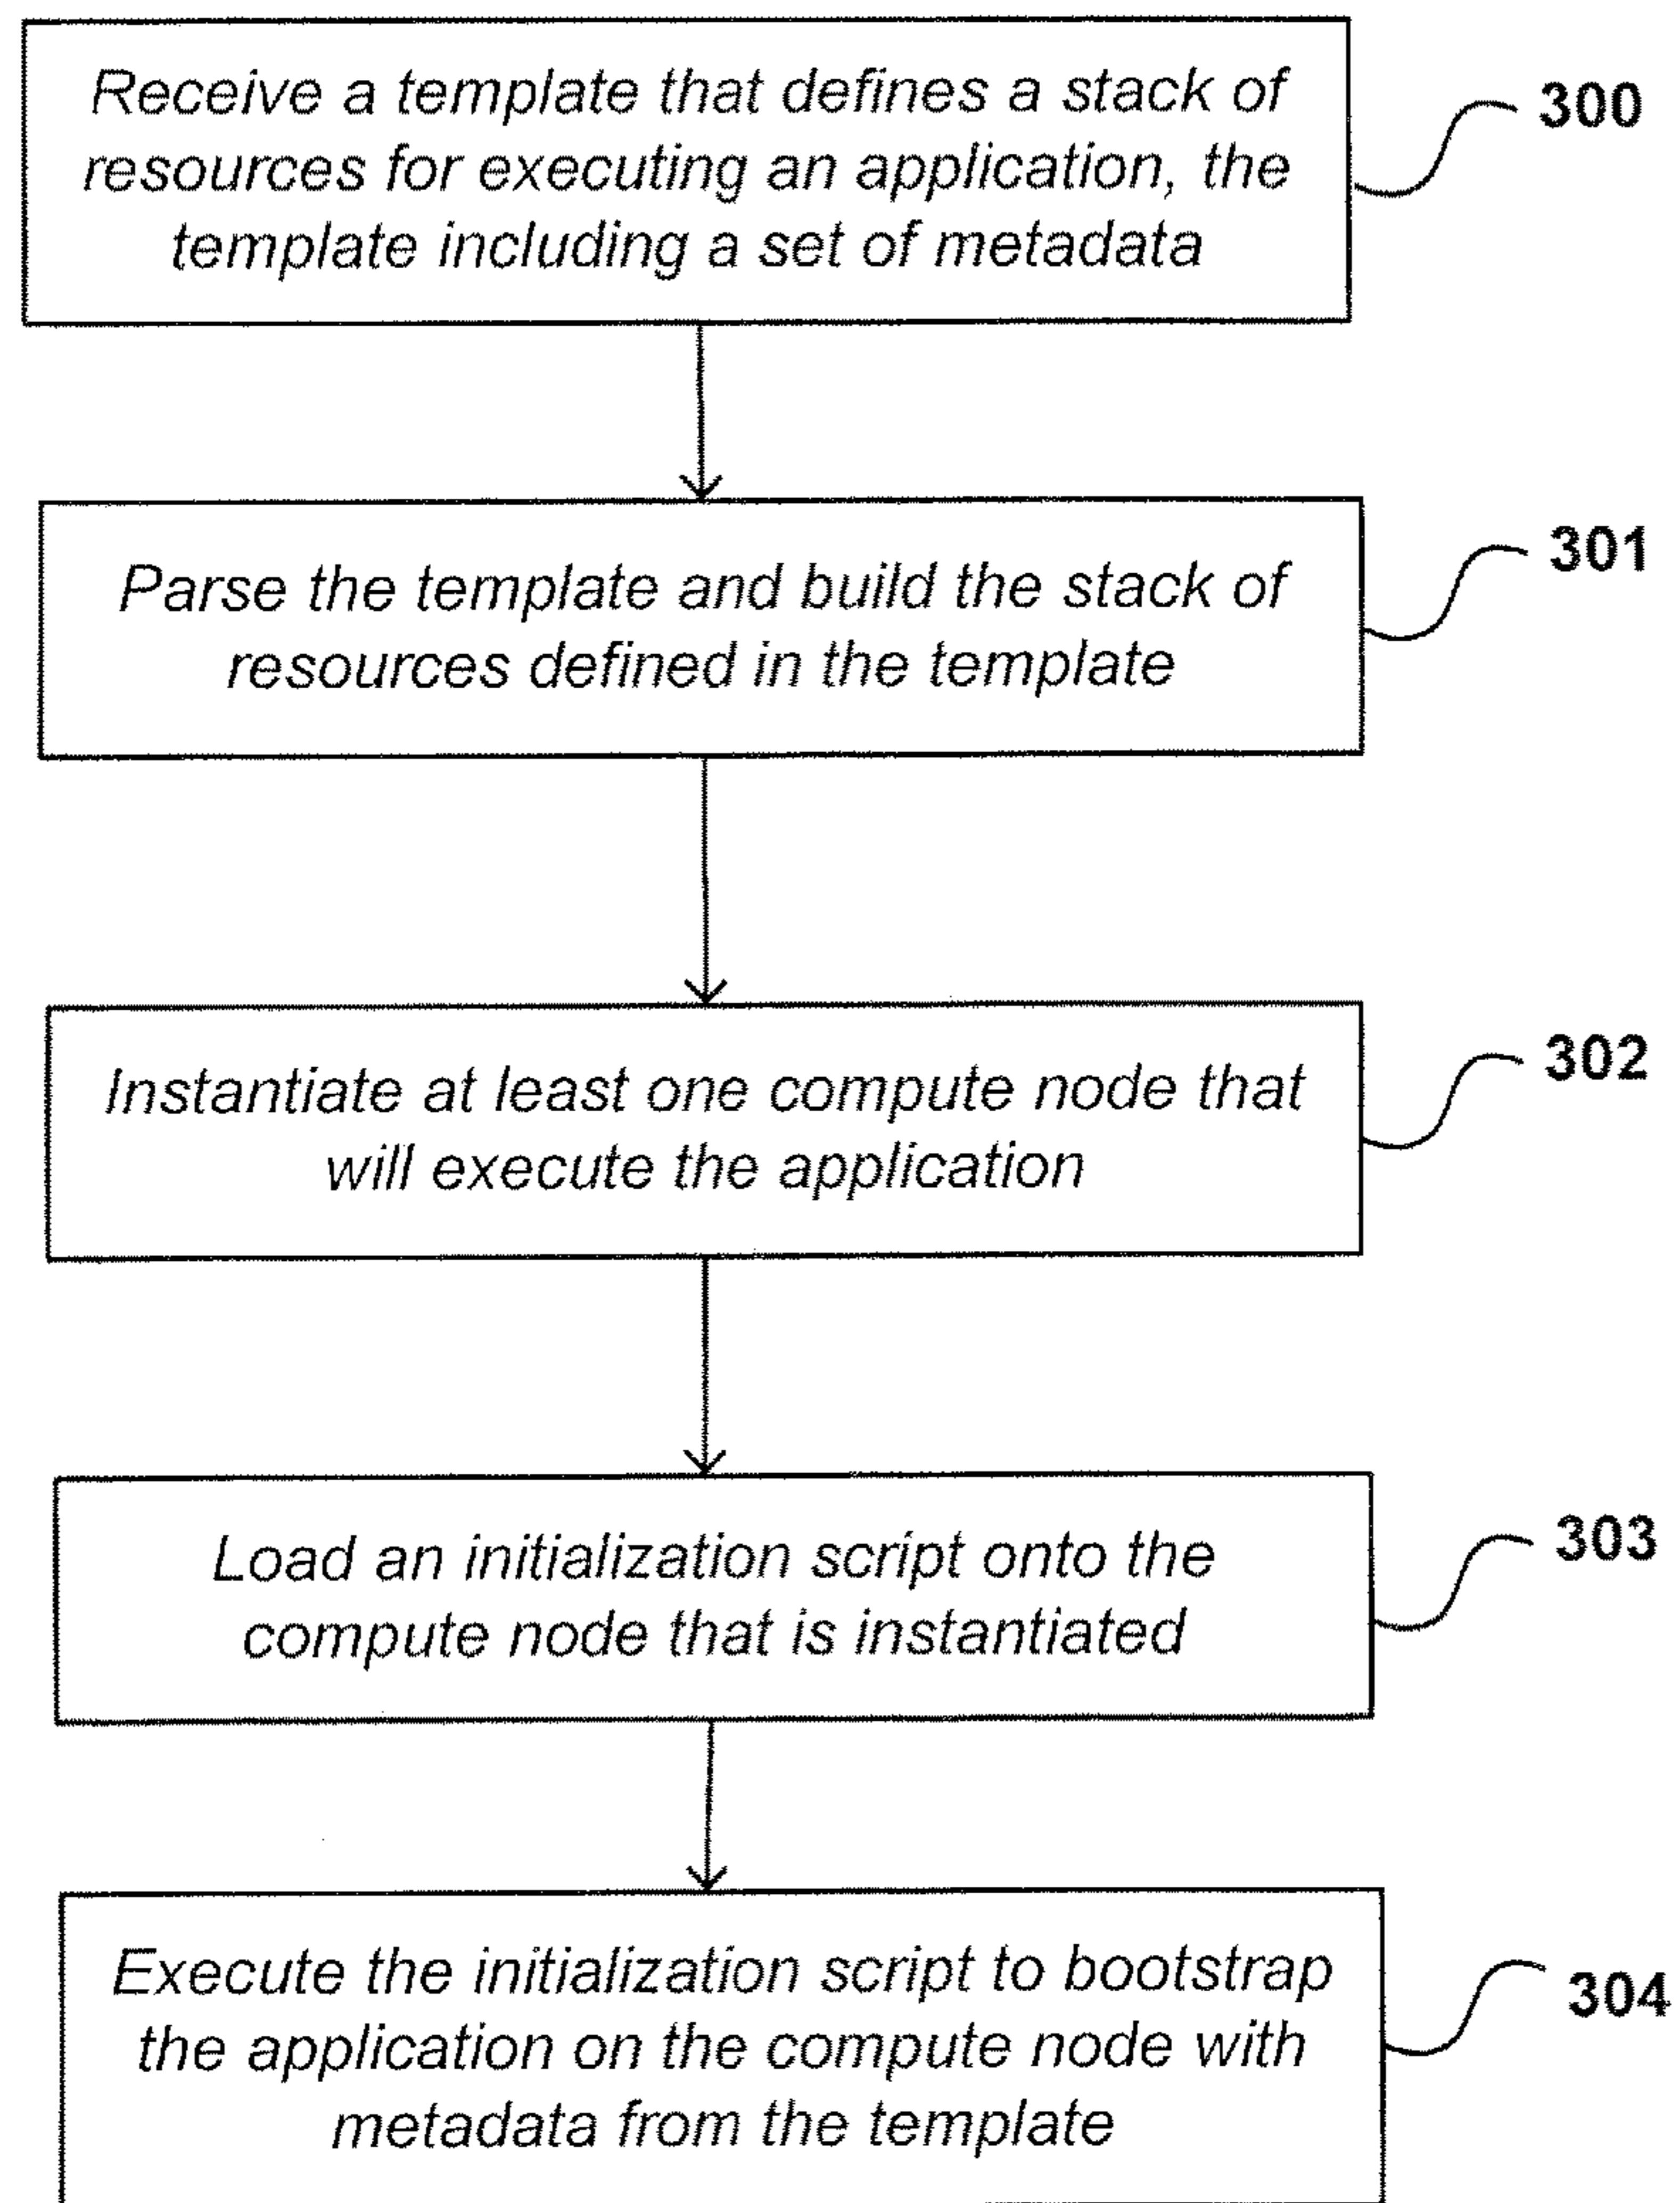 Receive a template that defines a stack of
resources for executing an application, the
template including a set of metadata
300
Parse the template and build the stack of
resources defined in the template
301
Instantiate at least one compute node that
will execute the application
302
Load an initialization script onto the
compute node that is instantiated
303
Execute the initialization script to bootstrap
the application on the compute node with
metadata from the template
304